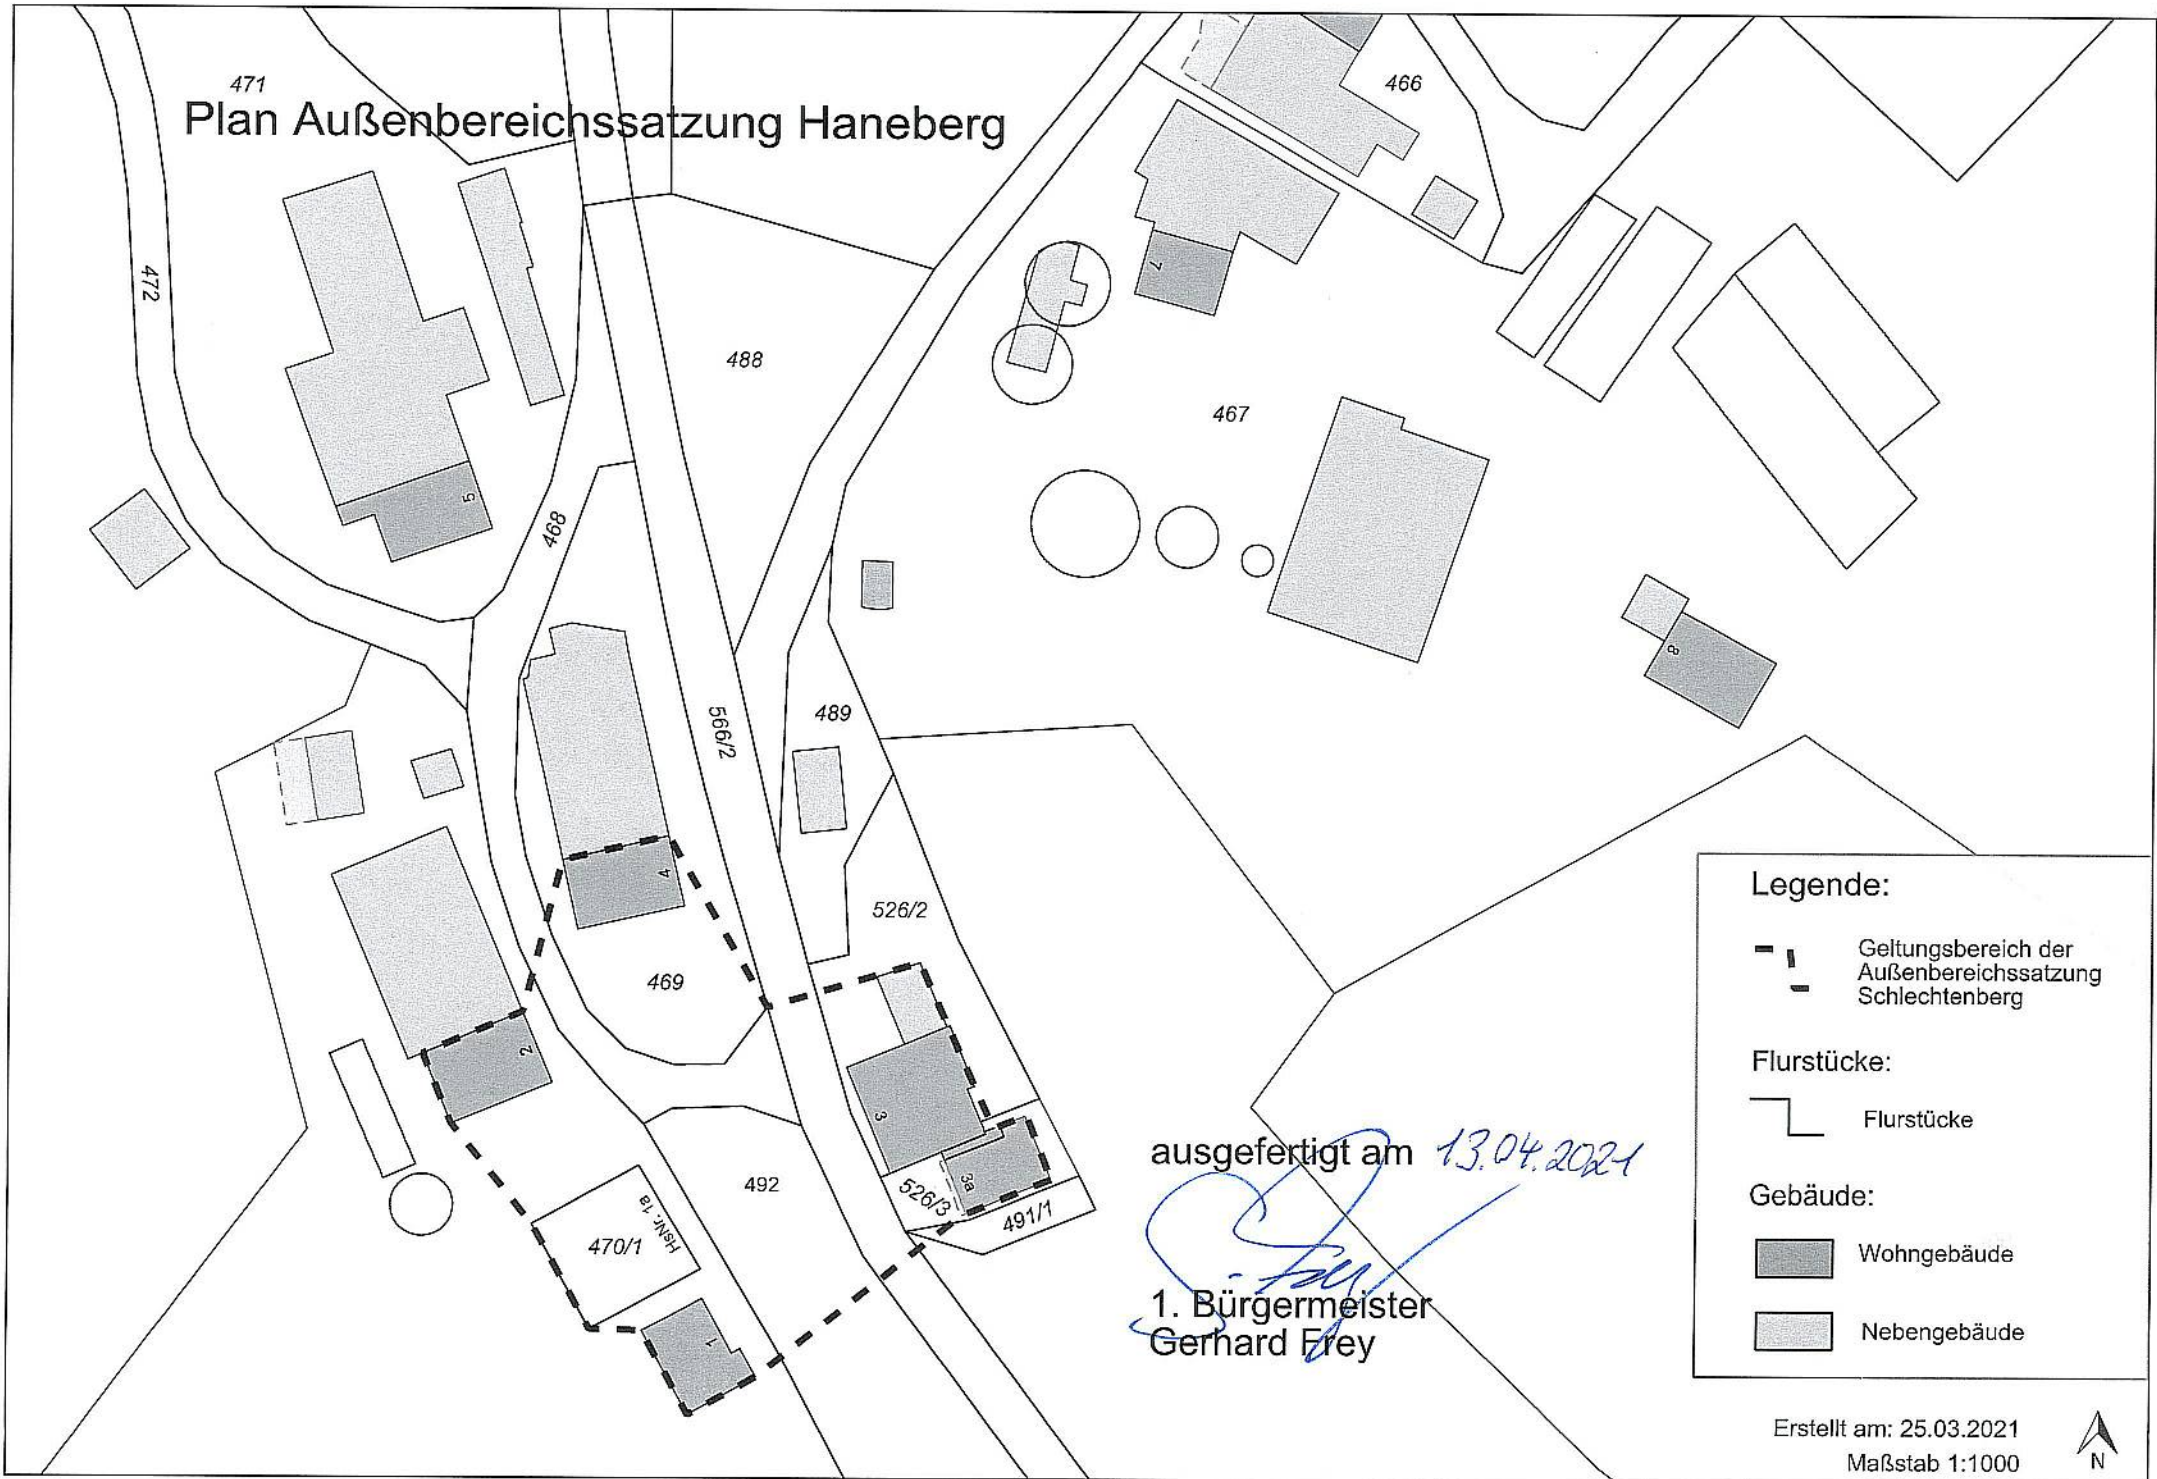 471
Plan Außenbereichssatzung Haneberg
466
472
7
488
467
5
468
8
566/2
489
4
526/2
469
2
3
3a
526/3
491/1
492
HsNr. 1a
470/1
1
ausgefertigt am 13.04.2021
1. Bürgermeister
Gerhard Frey
Legende:
Geltungsbereich der
Außenbereichssatzung
Schlechtenberg
Flurstücke:
Flurstücke
Gebäude:
Wohngebäude
Nebengebäude
Erstellt am: 25.03.2021
Maßstab 1:1000
N